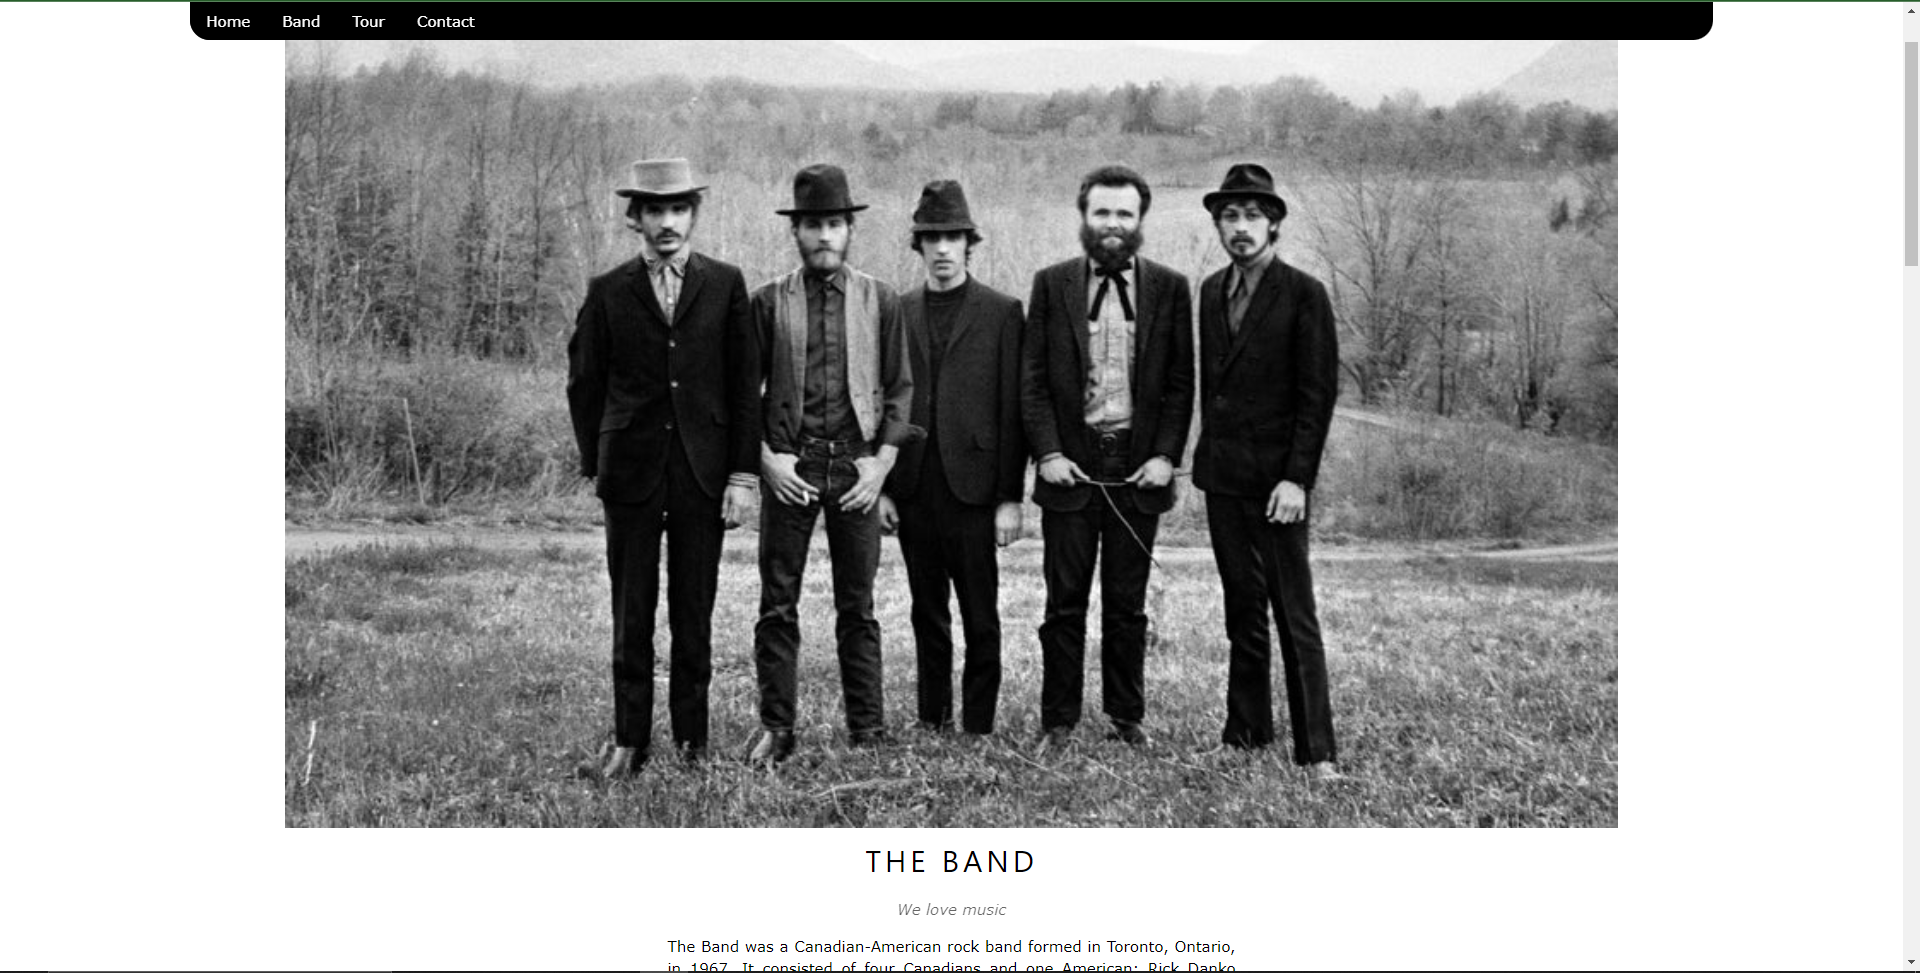 Home Band Tour Contact
THE BAND
We love music
The Band was a Canadian-American rock band formed in Toronto, Ontario,
in 1967. It consisted of four Canadians and one American: Rick Danko